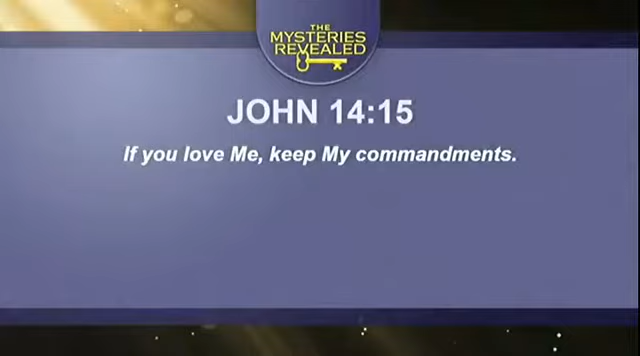 THE
MYSTERIES
REVEALED
JOHN 14:15
If you love Me, keep My commandments.